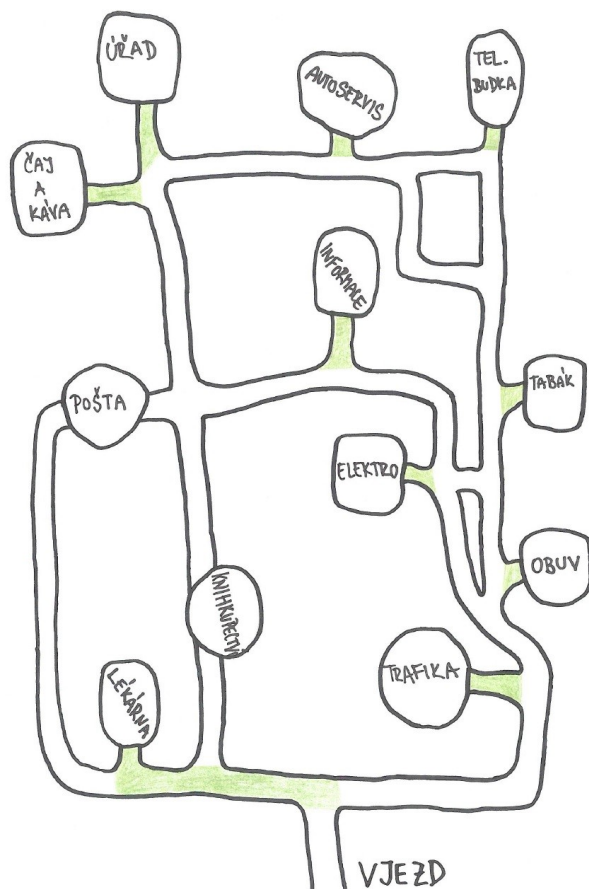 ÚŘAD
AUTOSERVIS
TEL.
BUDKA
ČAJ
A
KÁVA
INFORMACE
POŠTA
TABÁK
ELEKTRO
OBUV
KNIHKUPECTVÍ
TRAFIKA
LÉKÁRNA
VJEZD